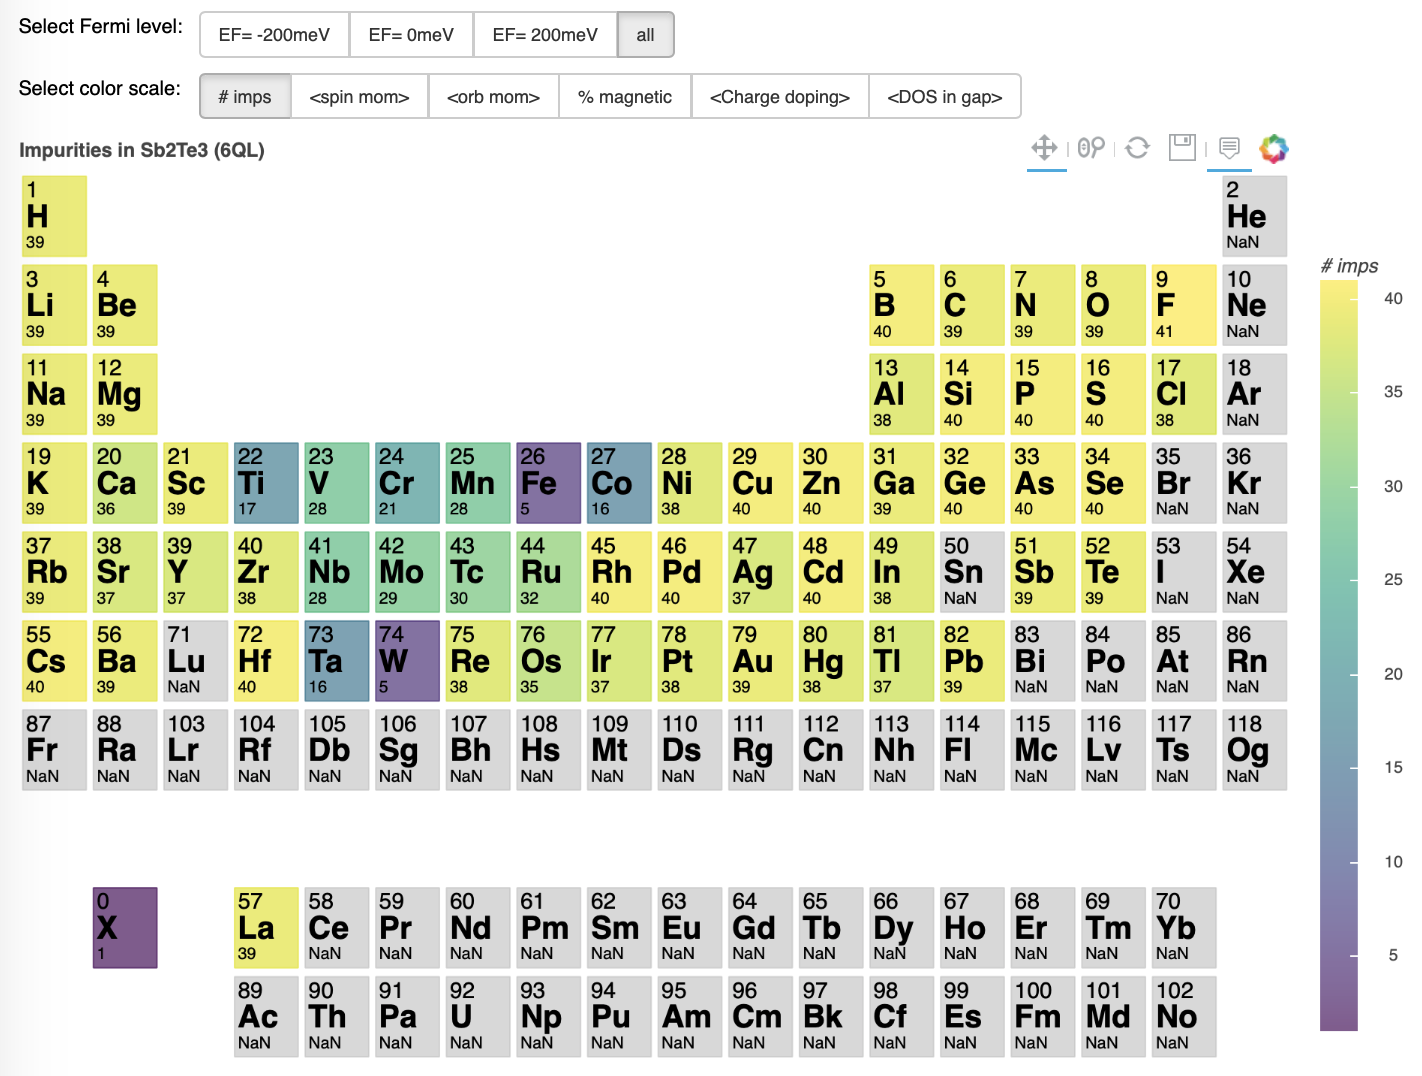 Select Fermi level: EF= -200meV EF= 0meV EF= 200meV all
Select color scale: # imps <spin mom> <orb mom> % magnetic <Charge doping> <DOS in gap>
Impurities in Sb2Te3 (6QL)
1 2
H He
39 NaN
# imps
3 4 5 6 7 8 9 10
Li Be B C N O F Ne
39 39 40 39 39 39 41 NaN
40
11 12 13 14 15 16 17 18
Na Mg Al Si P S Cl Ar
39 39 38 40 40 40 38 NaN
35
19 20 21 22 23 24 25 26 27 28 29 30 31 32 33 34 35 36
K Ca Sc Ti V Cr Mn Fe Co Ni Cu Zn Ga Ge As Se Br Kr
39 36 39 17 28 21 28 5 16 38 40 40 39 40 40 40 NaN NaN
30
37 38 39 40 41 42 43 44 45 46 47 48 49 50 51 52 53 54
Rb Sr Y Zr Nb Mo Tc Ru Rh Pd Ag Cd In Sn Sb Te I Xe
39 37 37 38 28 29 30 32 40 40 37 40 38 NaN 39 39 NaN NaN
25
55 56 71 72 73 74 75 76 77 78 79 80 81 82 83 84 85 86
Cs Ba Lu Hf Ta W Re Os Ir Pt Au Hg Tl Pb Bi Po At Rn
40 39 NaN 40 16 5 38 35 37 38 39 38 37 39 NaN NaN NaN NaN
20
87 88 103 104 105 106 107 108 109 110 111 112 113 114 115 116 117 118
Fr Ra Lr Rf Db Sg Bh Hs Mt Ds Rg Cn Nh Fl Mc Lv Ts Og
NaN NaN NaN NaN NaN NaN NaN NaN NaN NaN NaN NaN NaN NaN NaN NaN NaN NaN
15
10
0 57 58 59 60 61 62 63 64 65 66 67 68 69 70
X La Ce Pr Nd Pm Sm Eu Gd Tb Dy Ho Er Tm Yb
1 39 NaN NaN NaN NaN NaN NaN NaN NaN NaN NaN NaN NaN NaN
5
89 90 91 92 93 94 95 96 97 98 99 100 101 102
Ac Th Pa U Np Pu Am Cm Bk Cf Es Fm Md No
NaN NaN NaN NaN NaN NaN NaN NaN NaN NaN NaN NaN NaN NaN